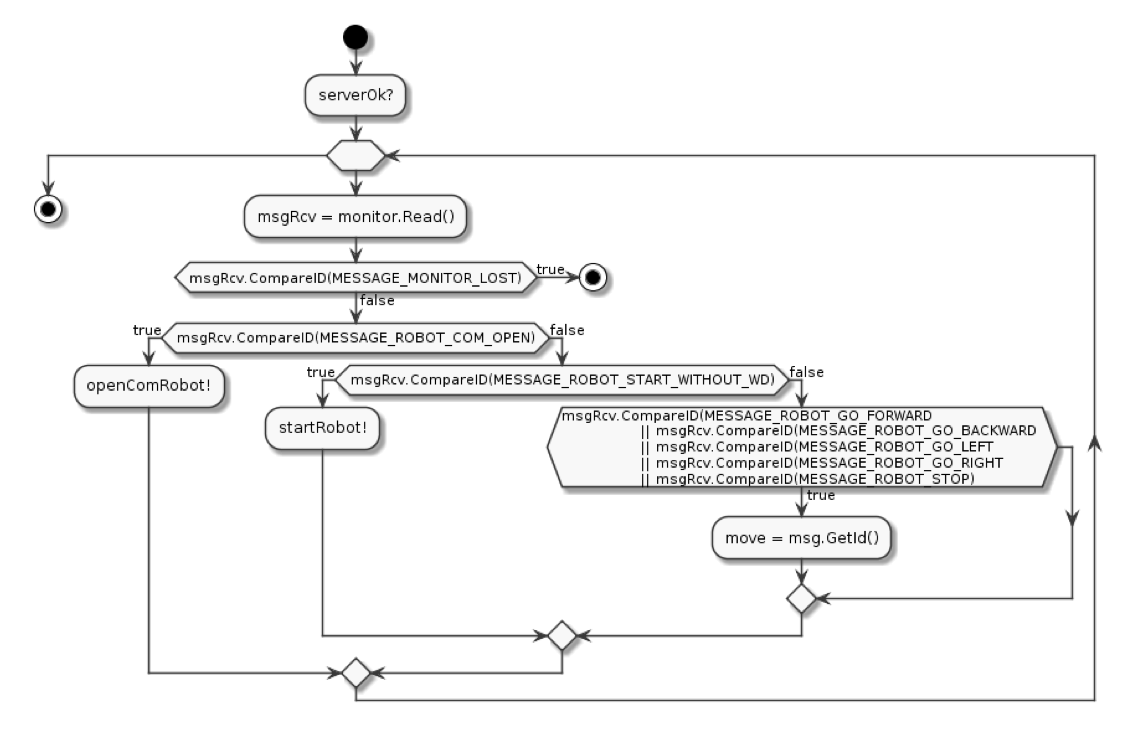 serverOk?
msgRcv = monitor.Read()
msgRcv.CompareID(MESSAGE_MONITOR_LOST)
true
false
true
msgRcv.CompareID(MESSAGE_ROBOT_COM_OPEN)
false
openComRobot!
true
msgRcv.CompareID(MESSAGE_ROBOT_START_WITHOUT_WD)
false
startRobot!
msgRcv.CompareID(MESSAGE_ROBOT_GO_FORWARD
|| msgRcv.CompareID(MESSAGE_ROBOT_GO_BACKWARD
|| msgRcv.CompareID(MESSAGE_ROBOT_GO_LEFT
|| msgRcv.CompareID(MESSAGE_ROBOT_GO_RIGHT
|| msgRcv.CompareID(MESSAGE_ROBOT_STOP)
true
move = msg.GetId()